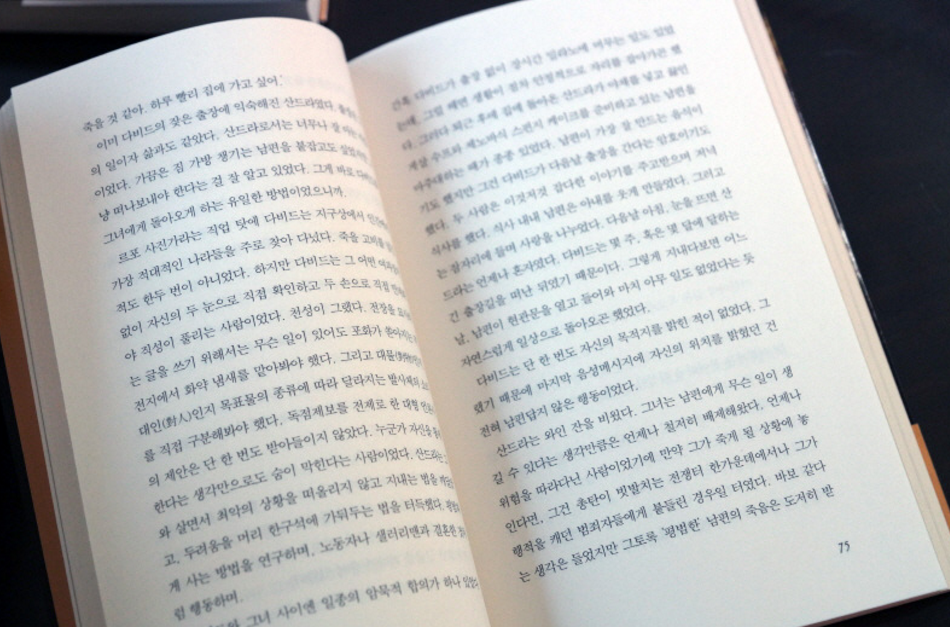 죽을 것 같아. 하루 빨리 집에 가고 싶어.'
이미 다비드의 잦은 출장에 익숙해진 산드라였다.
의 일이자 삶과도 같았다. 산드라로서는 너무나 잘
이었다. 가끔은 짐 가방 챙기는 남편을 붙잡고도
냥 떠나보내야 한다는 걸 잘 알고 있었다. 그게 바로
그녀에게 돌아오게 하는 유일한 방법이었으니까.
르포 사진가라는 직업 탓에 다비드는 지구상에서
가장 적대적인 나라들을 주로 찾아 다녔다. 죽을 고비를
적도 한두 번이 아니었다. 하지만 다비드는 그 어떤
없이 자신의 두 눈으로 직접 확인하고 두 손으로 직접
야 직성이 풀리는 사람이었다. 천성이 그랬다. 전장을
는 글을 쓰기 위해서는 무슨 일이 있어도 포화가
전지에서 화약 냄새를 맡아봐야 했다. 그리고
대인(對人)인지 목표물의 종류에 따라 달라지는
를 직접 구분해봐야 했다. 독점제보를 전제로 한 대형
의 제안은 단 한 번도 받아들이지 않았다. 누군가 자신을
한다는 생각만으로도 숨이 막힌다는 사람이었다. 산드라는
와 살면서 최악의 상황을 떠올리지 않고 지내는 법을
고, 두려움을 머리 한구석에 가둬두는 법을 터득했다.
게 사는 방법을 연구하며, 노동자나 샐러리맨과 결혼한
럼 행동하며.
그녀 사이엔 일종의 암묵적 합의가 하나
간혹 다비드가 출장 없이 장시간 밀라노에 머무는 일도 있었
는데, 그럴 때면 생활이 점차 안정적으로 자리를 잡아가곤 했
다. 그러다 퇴근 후에 집에 돌아온 산드라가 야채를 넣고 끓인
게살 수프와 제노바식 스펀지 케이크를 준비하고 있는 남편을
마주대하는 때가 종종 있었다. 남편이 가장 잘 만드는 음식이
기도 했지만 그건 다비드가 다음날 출장을 간다는 암호이기도
했다. 두 사람은 이것저것 잡다한 이야기를 주고받으며 저녁
식사를 했다. 식사 내내 남편은 아내를 웃게 만들었다. 그리고
는 잠자리에 들며 사랑을 나누었다. 다음날 아침, 눈을 뜨면 산
드라는 언제나 혼자였다. 다비드는 몇 주, 혹은 몇 달에 달하는
긴 출장길을 떠난 뒤였기 때문이다. 그렇게 지내다보면 어느
날, 남편이 현관문을 열고 들어와 마치 아무 일도 없었다는 듯
자연스럽게 일상으로 돌아오곤 했었다.
다비드는 단 한 번도 자신의 목적지를 밝힌 적이 없었다. 그
랬기 때문에 마지막 음성메시지에 자신의 위치를 밝혔던 건
전혀 남편답지 않은 행동이었다.
산드라는 와인 잔을 비웠다. 그녀는 남편에게 무슨 일이 생
길 수 있다는 생각만큼은 언제나 철저히 배제해왔다. 언제나
위험을 따라다닌 사람이었기에 만약 그가 죽게 될 상황에 놓
인다면, 그건 총탄이 빗발치는 전쟁터 한가운데에서나 그가
행적을 캐던 범죄자들에게 붙들린 경우일 터였다. 바보 같다
는 생각은 들었지만 그토록 '평범한' 남편의 죽음은 도저히 받
75